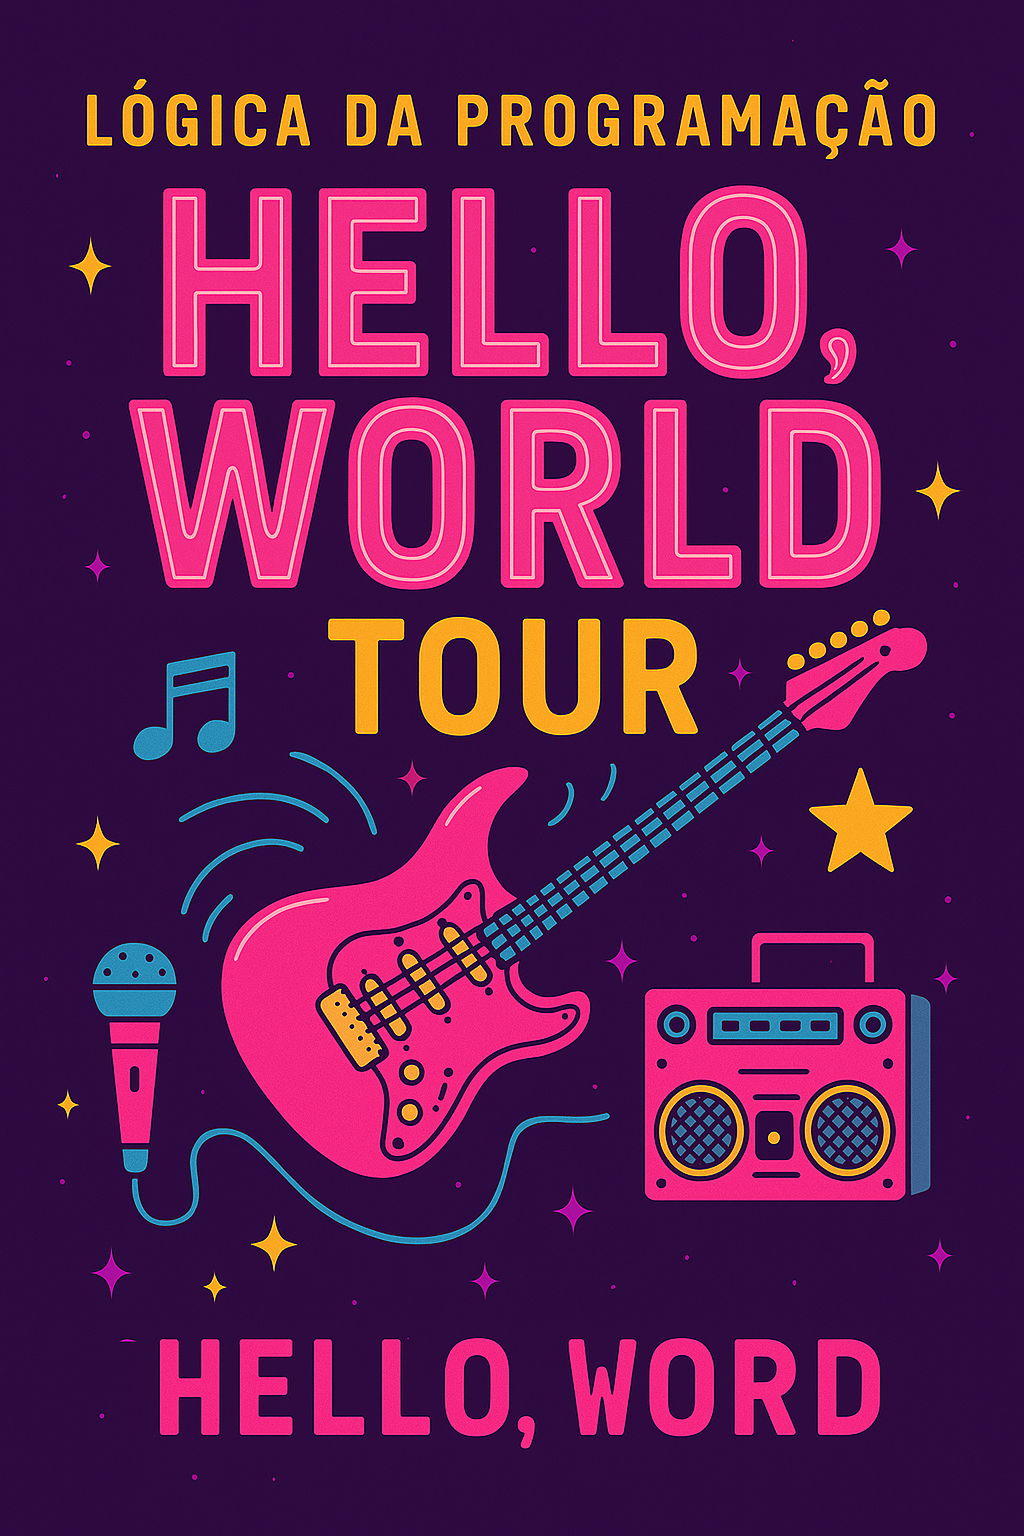 LÓGICA DA PROGRAMAÇÃO
HELLO,
WORLD
TOUR
HELLO, WORD